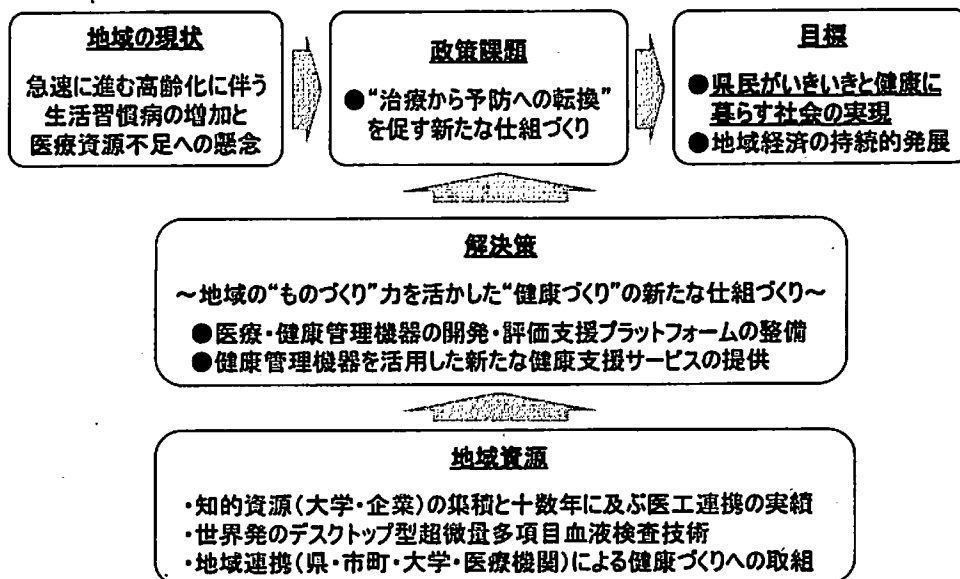 地域の現状
急速に進む高齢化に伴う
生活習慣病の増加と
医療資源不足への懸念
政策課題
●“治療から予防への転換”
を促す新たな仕組づくり
目標
●県民がいきいきと健康に
暮らす社会の実現
●地域経済の持続的発展
解決策
～地域の“ものづくり”力を活かした“健康づくり”の新たな仕組づくり～
●医療・健康管理機器の開発・評価支援プラットフォームの整備
●健康管理機器を活用した新たな健康支援サービスの提供
地域資源
・知的資源(大学・企業)の集積と十数年に及ぶ医工連携の実績
・世界発のデスクトップ型超微量多項目血液検査技術
・地域連携(県・市町・大学・医療機関)による健康づくりへの取組